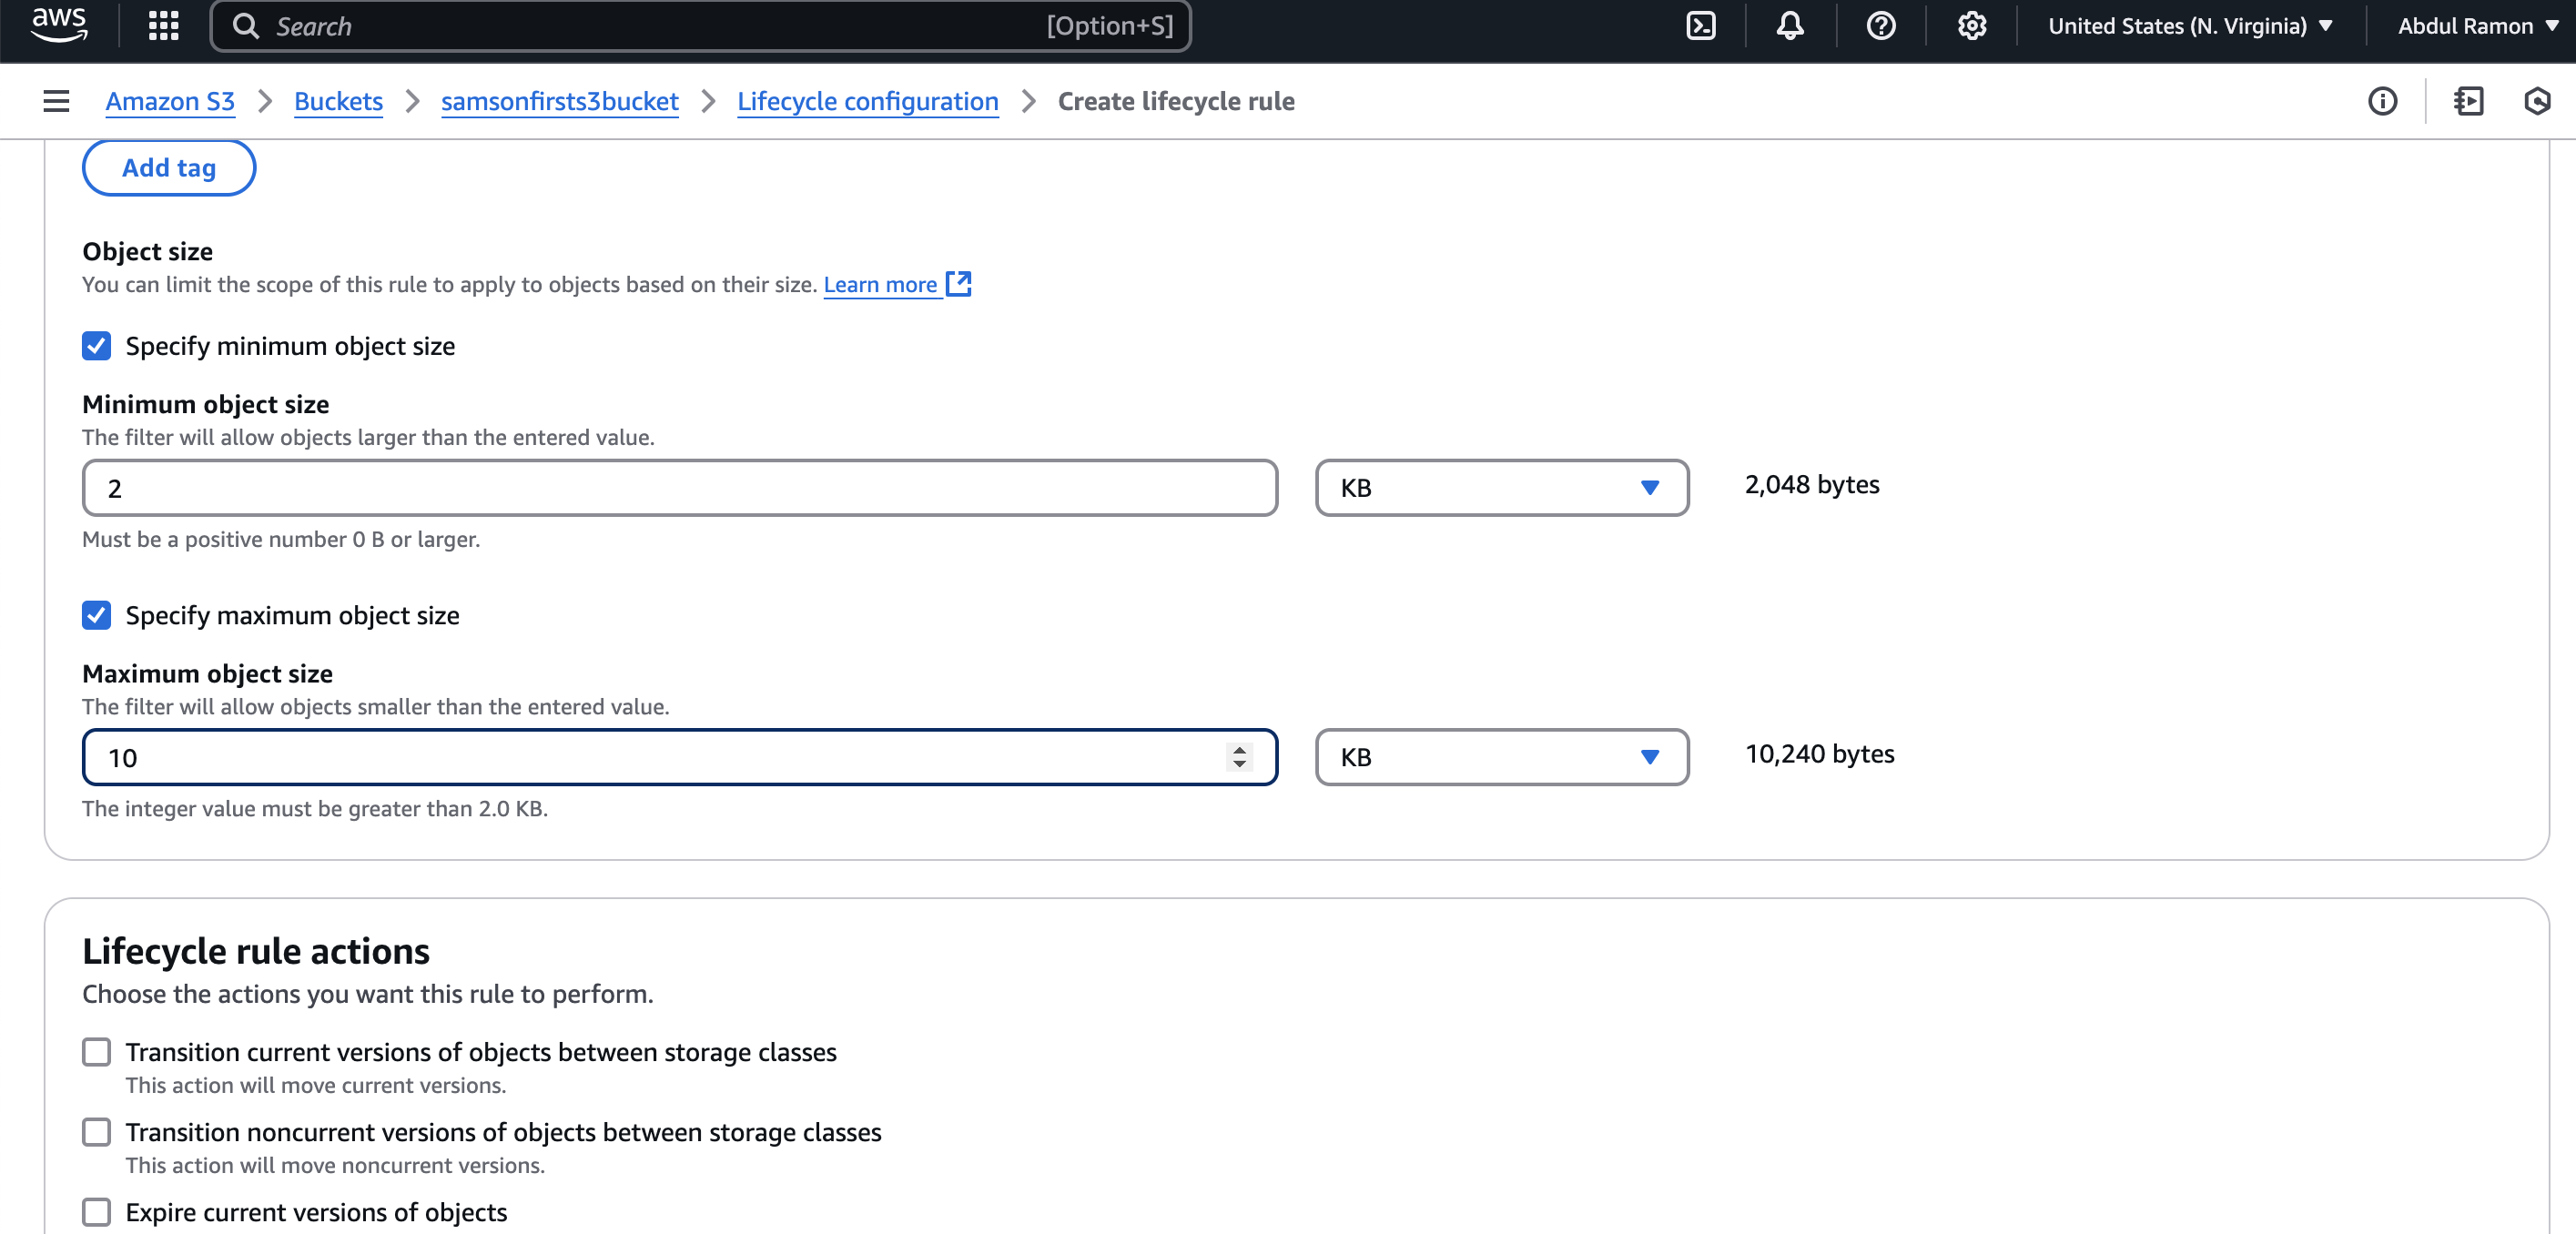 aws Search [Option+S] United States (N. Virginia) Abdul Ramon
Amazon S3 Buckets samsonfirsts3bucket Lifecycle configuration Create lifecycle rule
Add tag
Object size
You can limit the scope of this rule to apply to objects based on their size. Learn more
Specify minimum object size
Minimum object size
The filter will allow objects larger than the entered value.
2 KB 2,048 bytes
Must be a positive number 0 B or larger.
Specify maximum object size
Maximum object size
The filter will allow objects smaller than the entered value.
10 KB 10,240 bytes
The integer value must be greater than 2.0 KB.
Lifecycle rule actions
Choose the actions you want this rule to perform.
Transition current versions of objects between storage classes
This action will move current versions.
Transition noncurrent versions of objects between storage classes
This action will move noncurrent versions.
Expire current versions of objects